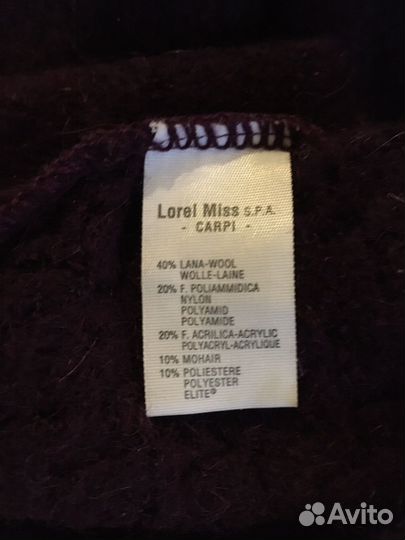 Lorel Miss S.P.A.
- CARPI -
40% LANA-WOOL
WOLLE-LAINE
20% F. POLIAMMIDICA
NYLON
POLYAMID
POLYAMIDE
20% F. ACRILICA-ACRYLIC
POLYACRYL-ACRYLIQUE
10% MOHAIR
10% POLIESTERE
POLYESTER
ELITE®
Avito